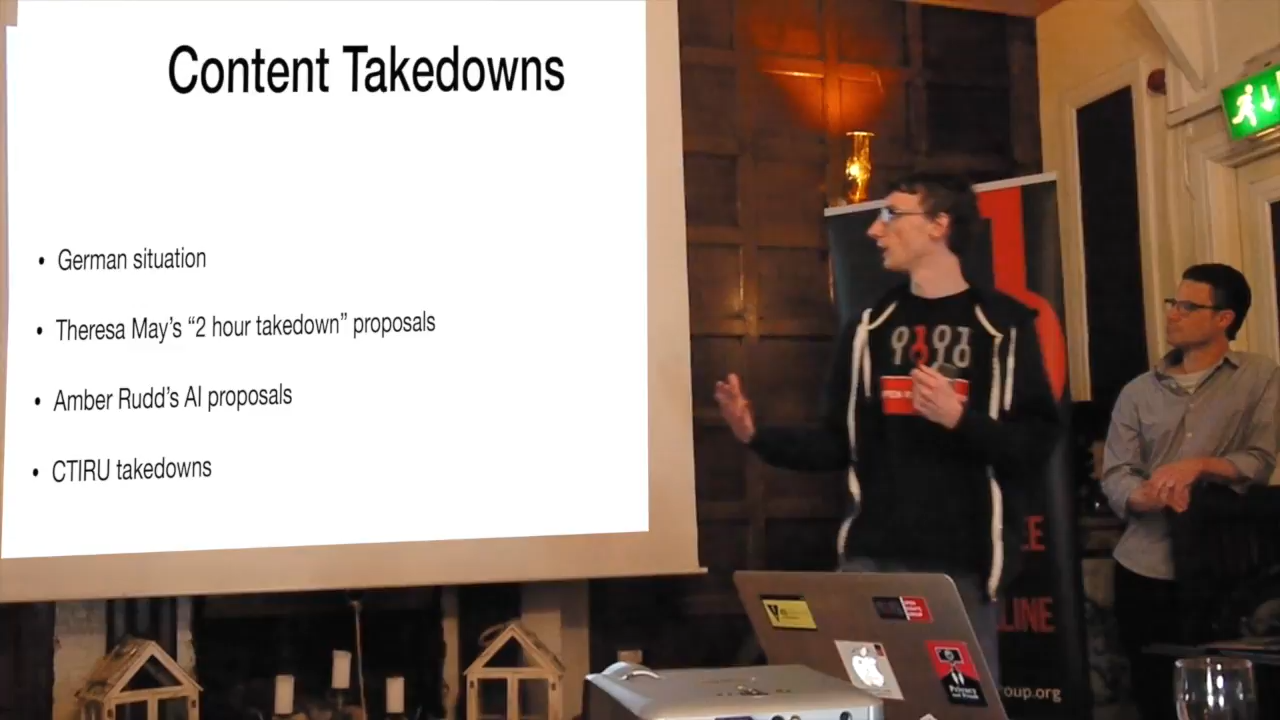 Content Takedowns
• German situation
• Theresa May's “2 hour takedown” proposals
• Amber Rudd's AI proposals
• CTIRU takedowns
LINE
oup.org
Privacy